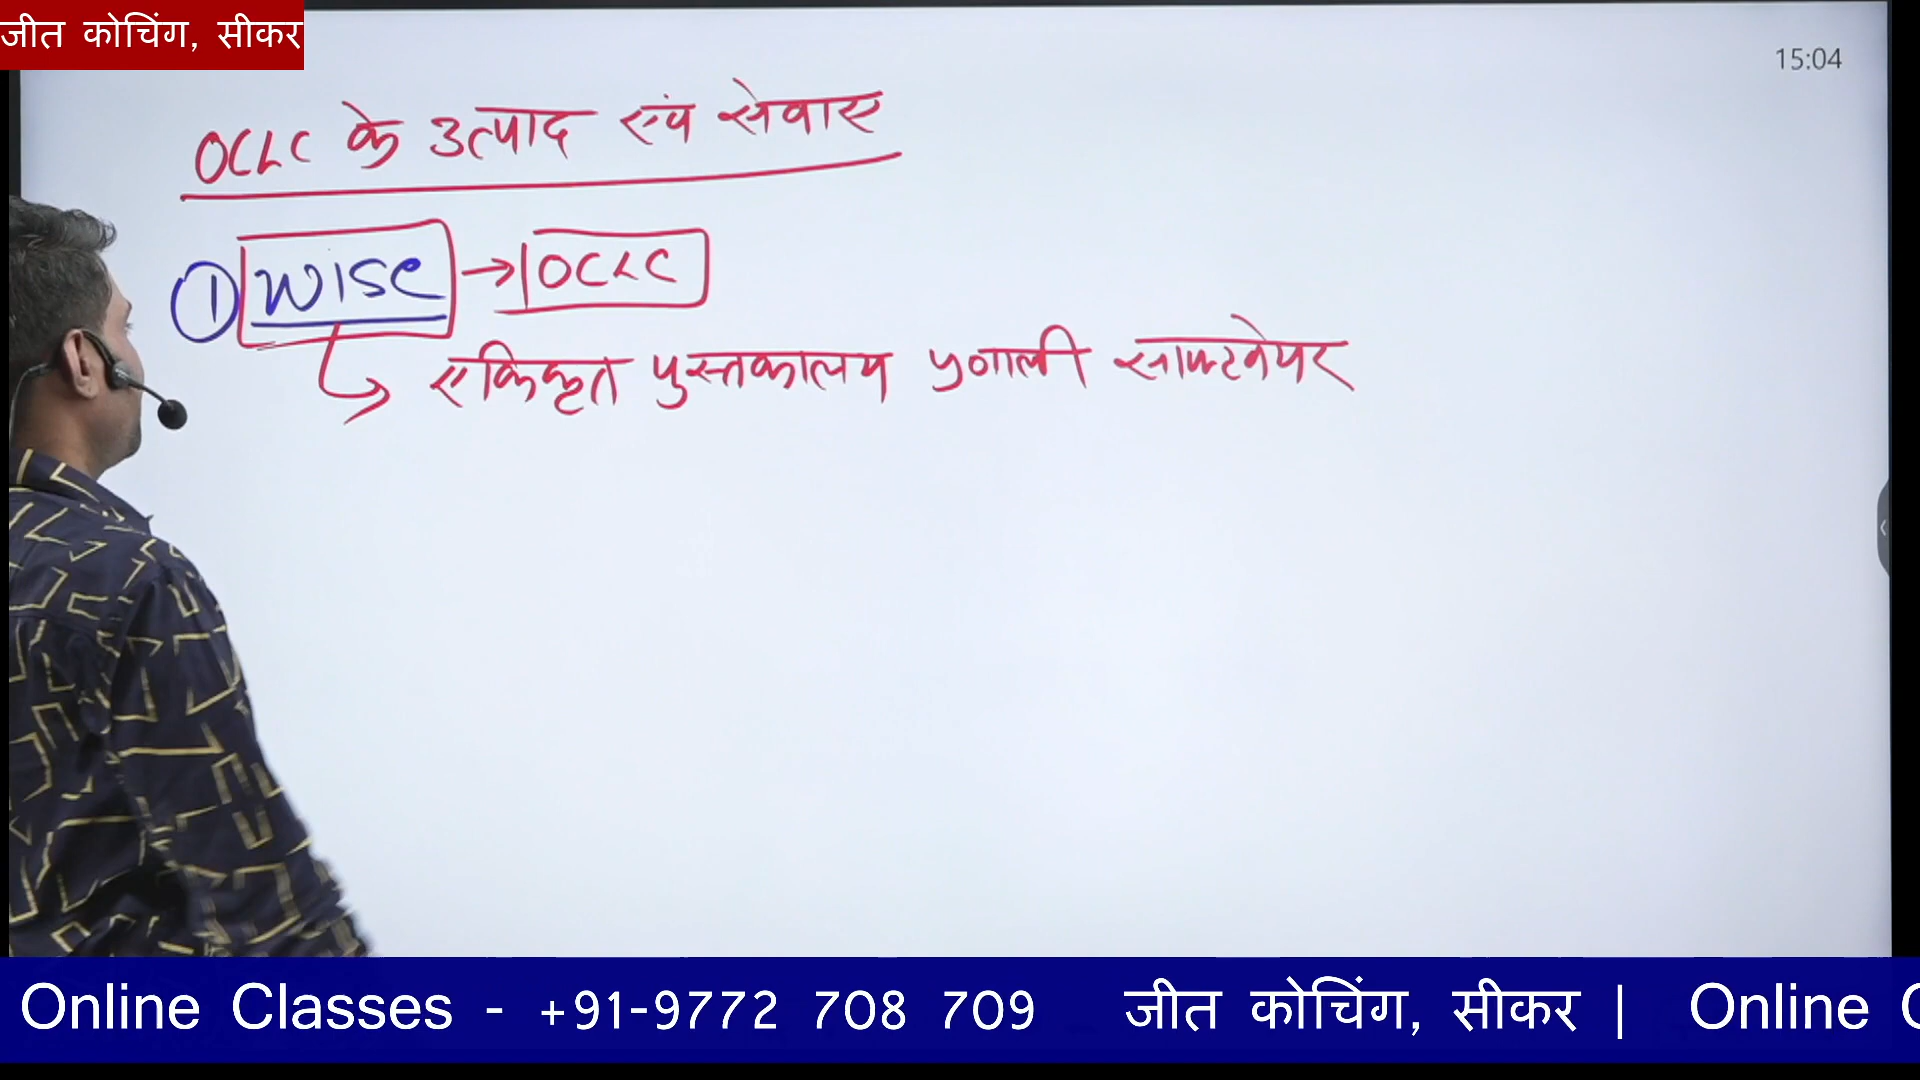 जीत कोचिंग, सीकर
15:04
OCLC के उत्पाद एंव सेवाए
① WISE → OCLC
एकिकृत पुस्तकालय प्रणाली साफ्टवेयर
Online Classes - +91-9772 708 709 जीत कोचिंग, सीकर | Online